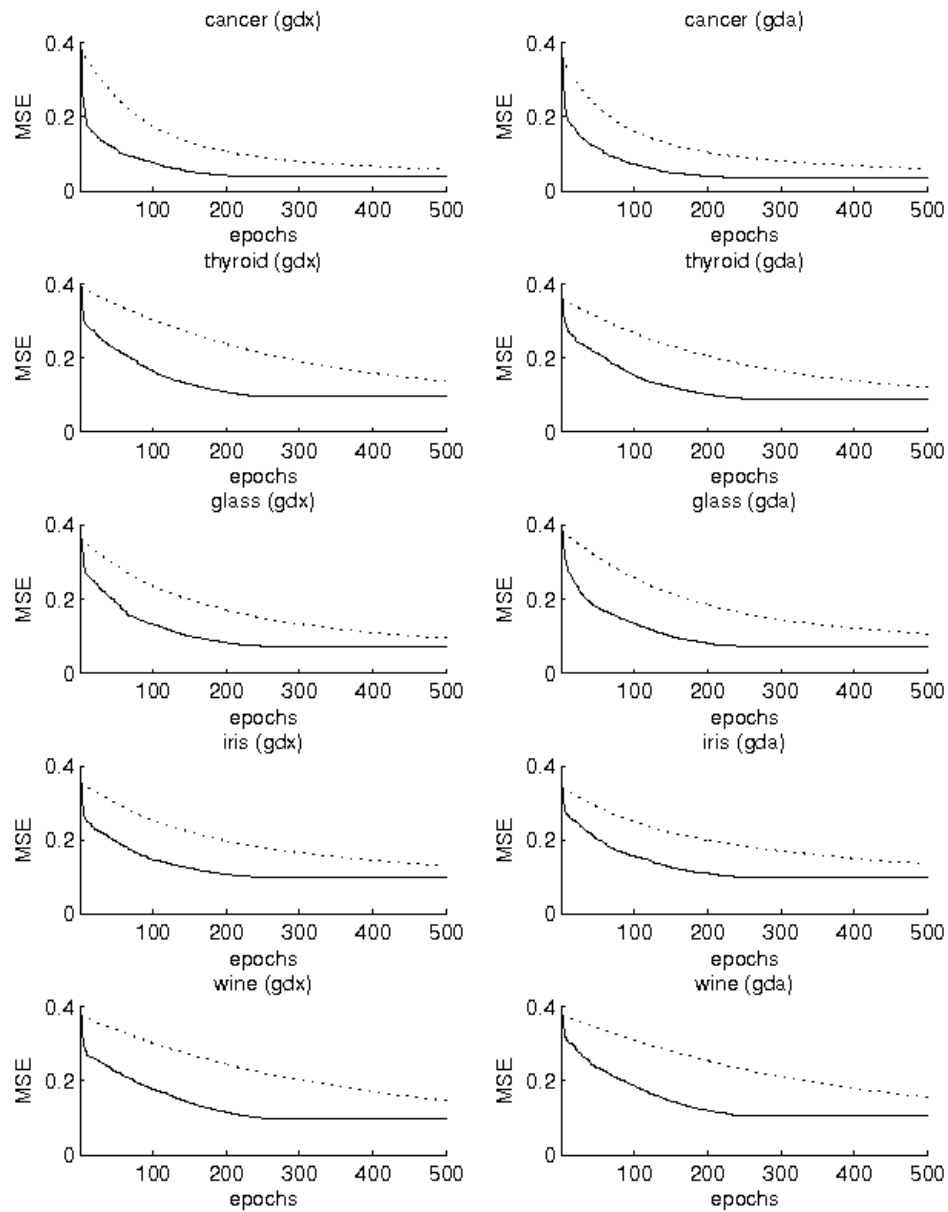 cancer (gdx)
0.4
0.2
0
MSE
100 200 300 400 500
epochs
cancer (gda)
0.4
0.2
0
MSE
100 200 300 400 500
epochs
thyroid (gdx)
0.4
0.2
0
MSE
100 200 300 400 500
epochs
thyroid (gda)
0.4
0.2
0
MSE
100 200 300 400 500
epochs
glass (gdx)
0.4
0.2
0
MSE
100 200 300 400 500
epochs
glass (gda)
0.4
0.2
0
MSE
100 200 300 400 500
epochs
iris (gdx)
0.4
0.2
0
MSE
100 200 300 400 500
epochs
iris (gda)
0.4
0.2
0
MSE
100 200 300 400 500
epochs
wine (gdx)
0.4
0.2
0
MSE
100 200 300 400 500
epochs
wine (gda)
0.4
0.2
0
MSE
100 200 300 400 500
epochs